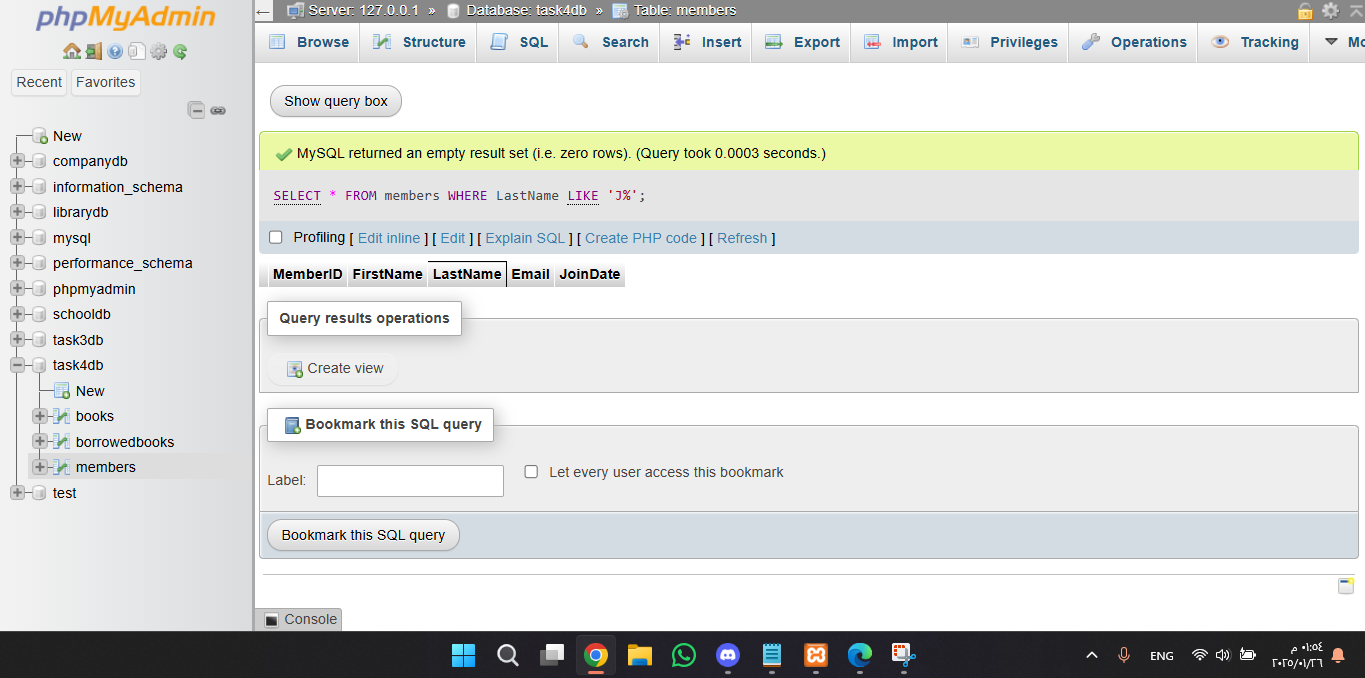 phpMyAdmin
Recent Favorites
New
companydb
information_schema
librarydb
mysql
performance_schema
phpmyadmin
schooldb
task3db
task4db
New
books
borrowedbooks
members
test
Server: 127.0.0.1 » Database: task4db » Table: members
Browse Structure SQL Search Insert Export Import Privileges Operations Tracking Mo
Show query box
MySQL returned an empty result set (i.e. zero rows). (Query took 0.0003 seconds.)
SELECT * FROM members WHERE LastName LIKE 'J%';
Profiling [ Edit inline ] [ Edit ] [ Explain SQL ] [ Create PHP code ] [ Refresh ]
MemberID FirstName LastName Email JoinDate
Query results operations
Create view
Bookmark this SQL query
Label:
Let every user access this bookmark
Bookmark this SQL query
Console
ENG
٠١:٥٤ م
٢٠٢٥/٠١/٢٦